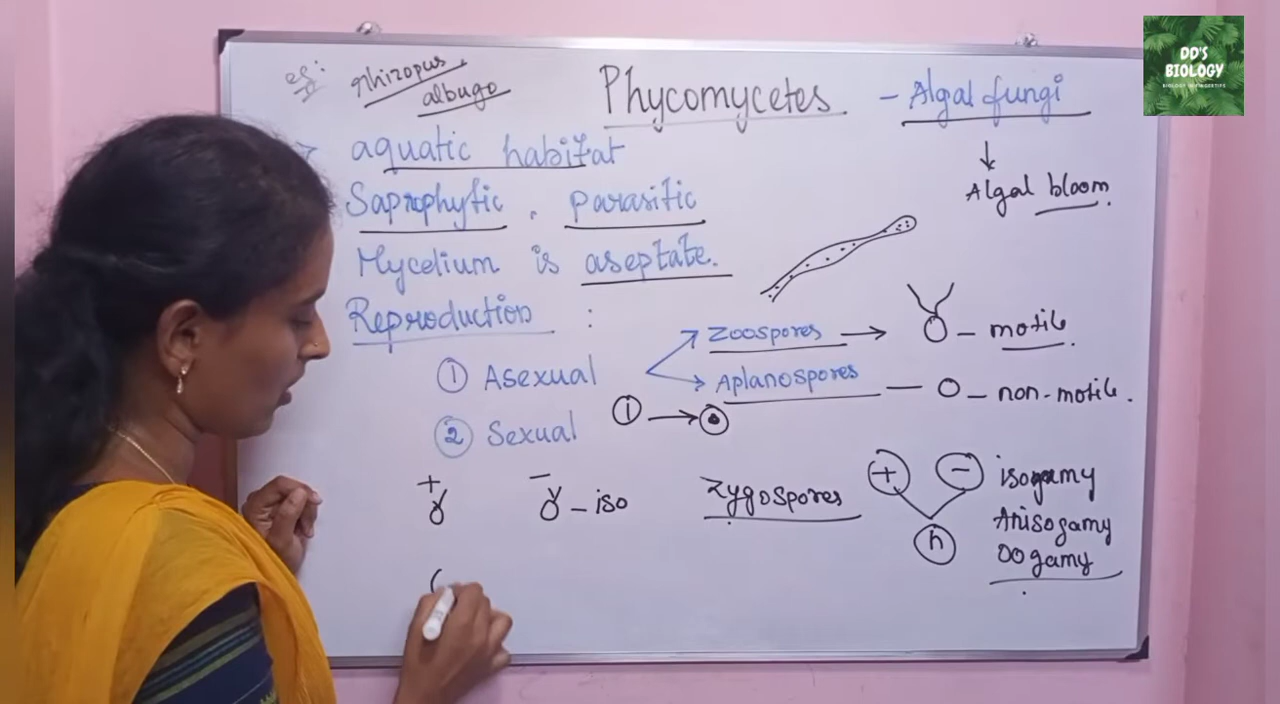 eg: Rhizopus
albugo
Phycomycetes - Algal fungi
Algal bloom.
aquatic habitat
Saprophytic, parasitic
Mycelium is aseptate.
Reproduction :
① Asexual
Zoospores → - motile.
Aplanospores — O - non-motile.
② Sexual
① →
+ - - iso
Zygospores
+ - isogamy
Anisogamy
n
Oogamy
DD'S
BIOLOGY